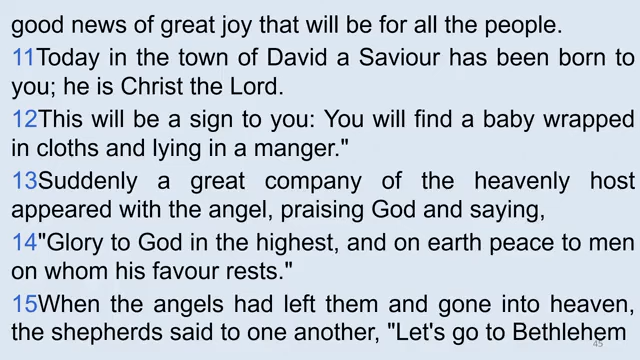 good news of great joy that will be for all the people.
11Today in the town of David a Saviour has been born to
you; he is Christ the Lord.
12This will be a sign to you: You will find a baby wrapped
in cloths and lying in a manger."
13Suddenly a great company of the heavenly host
appeared with the angel, praising God and saying,
14"Glory to God in the highest, and on earth peace to men
on whom his favour rests."
15When the angels had left them and gone into heaven,
the shepherds said to one another, "Let's go to Bethlehem
45